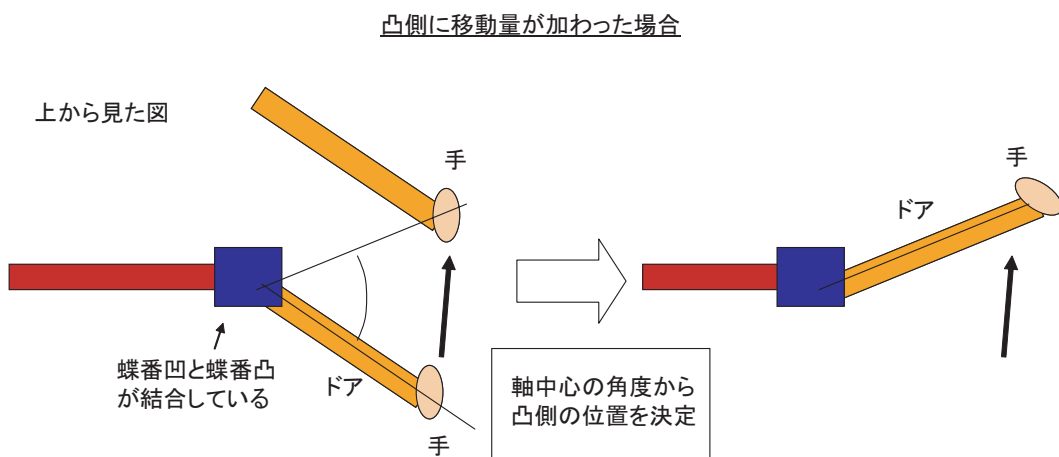 凸側に移動量が加わった場合
上から見た図
手
蝶番凹と蝶番凸
が結合している
ドア
手
軸中心の角度から
凸側の位置を決定
手
ドア